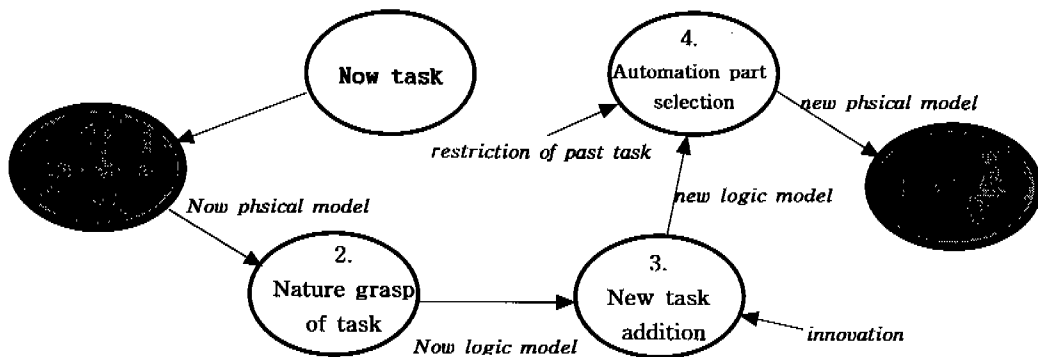 Now task
4.
Automation part
selection
new phsical model
restriction of past task
Now phsical model
new logic model
2.
Nature grasp
of task
3.
New task
addition
innovation
Now logic model